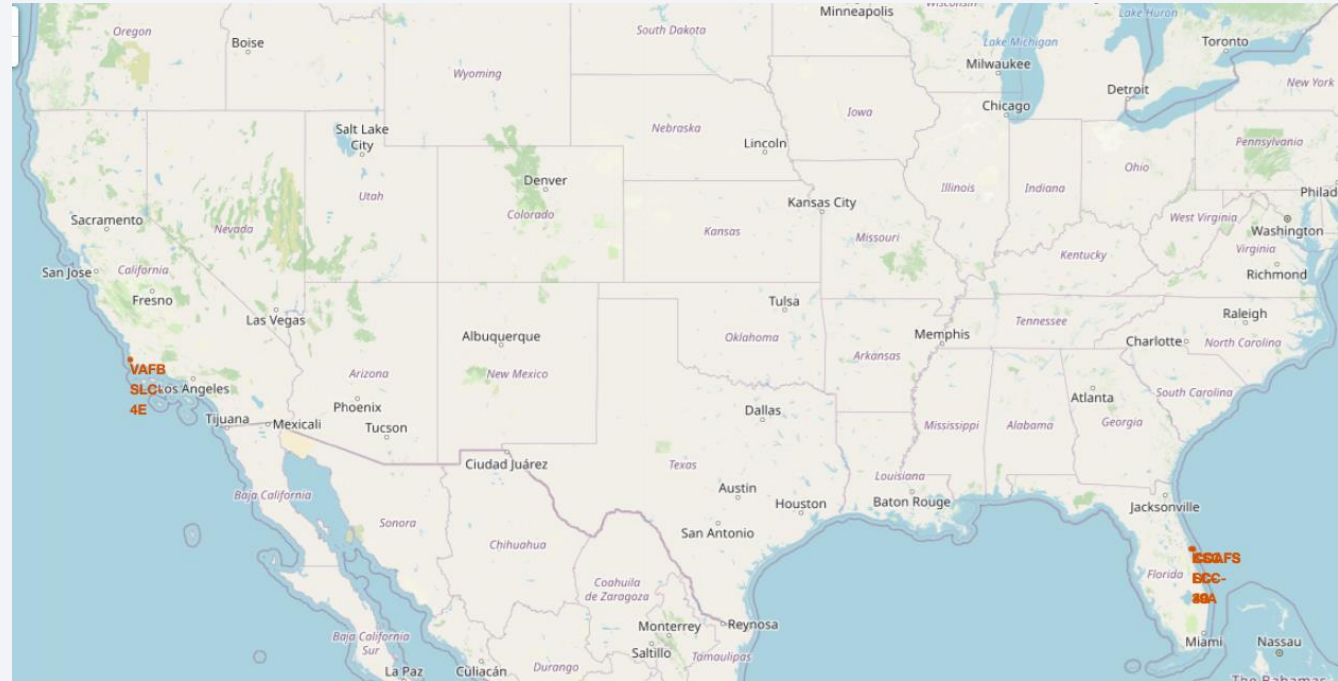 Minneapolis
Wisconsin
Lake Huron
Oregon
South Dakota
Boise
Lake Michigan
Toronto
Milwaukee
Wyoming
Detroit
New York
Chicago
Iowa
Salt Lake
City
Nebraska
Lincoln
Pennsylvania
Ohio
Denver
Illinois
Indiana
Philad
Utah
Kansas City
Colorado
Sacramento
West Virginia
Nevada
Kansas
Missouri
Washington
Virginia
Kentucky
San Jose
California
Richmond
Fresno
Tulsa
Las Vegas
Raleigh
Tennessee
Albuquerque
Oklahoma
Memphis
Charlotte
North Carolina
Arkansas
VAFB
SLC-
4E
Los Angeles
Arizona
New Mexico
South Carolina
Atlanta
Phoenix
Dallas
Tijuana
Mexicali
Tucson
Mississippi
Alabama
Georgia
Ciudad Juárez
Texas
Louisiana
Austin
Baja California
Houston
Baton Rouge
Jacksonville
Sonora
San Antonio
Chihuahua
Florida
Coahuila
de Zaragoza
Monterrey
Reynosa
Baja California
Sur
Saltillo
Tamaulipas
Miami
Nassau
La Paz
Culiacán
Durango
The Bahamas